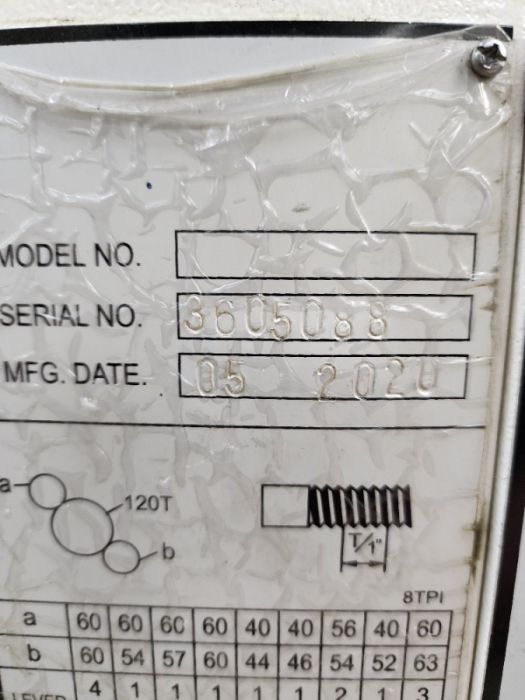 MODEL NO.
SERIAL NO. 3605088
MFG. DATE. 05 2020
a 120T
b
T/1"
8TPI
a 60 60 60 60 40 40 56 40 60
b 60 54 57 60 44 46 54 52 63
LEVER 4 1 1 1 1 1 2 1 3